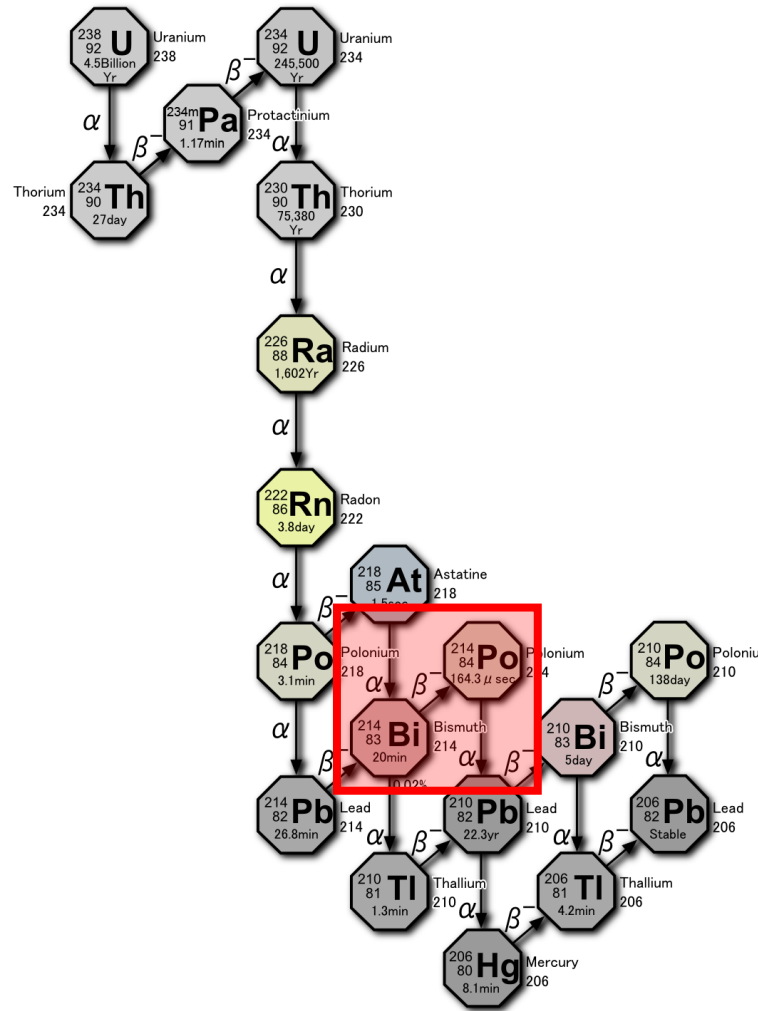 238
92 U
4.5Billion
Yr
Uranium
238
234
92 U
245,500
Yr
Uranium
234
α
β−
234m
91 Pa
1.17min
Protactinium
234
β−
α
Thorium
234
234
90 Th
27day
230
90 Th
75,380
Yr
Thorium
230
α
226
88 Ra
1,602Yr
Radium
226
α
222
86 Rn
3.8day
Radon
222
α
218
85 At
1.5sec
Astatine
218
β−
218
84 Po
3.1min
Polonium
218
α
β−
214
84 Po
164.3 μ sec
Polonium
214
β−
210
84 Po
138day
Poloniu
210
α
β−
214
83 Bi
20min
Bismuth
214
α
β−
210
83 Bi
5day
Bismuth
210
α
0.02%
214
82 Pb
26.8min
Lead
214
α
β−
210
82 Pb
22.3yr
Lead
210
α
β−
206
82 Pb
Stable
Lead
206
210
81 Tl
1.3min
Thallium
210
α
β−
206
81 Tl
4.2min
Thallium
206
206
80 Hg
8.1min
Mercury
206